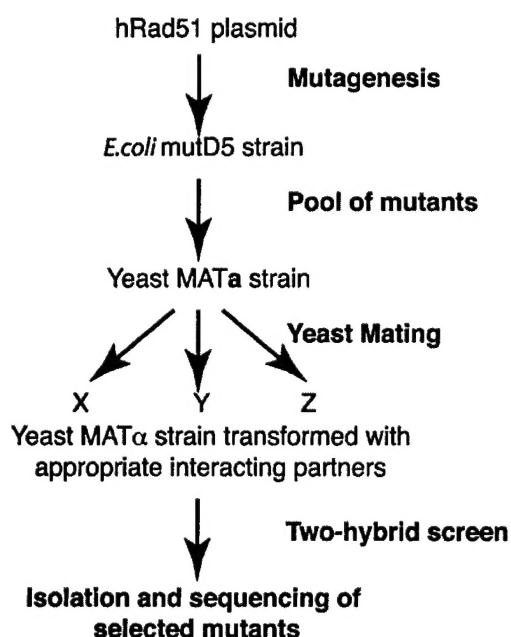 hRad51 plasmid
Mutagenesis
E.coli mutD5 strain
Pool of mutants
Yeast MATa strain
Yeast Mating
X Y Z
Yeast MATα strain transformed with
appropriate interacting partners
Two-hybrid screen
Isolation and sequencing of
selected mutants